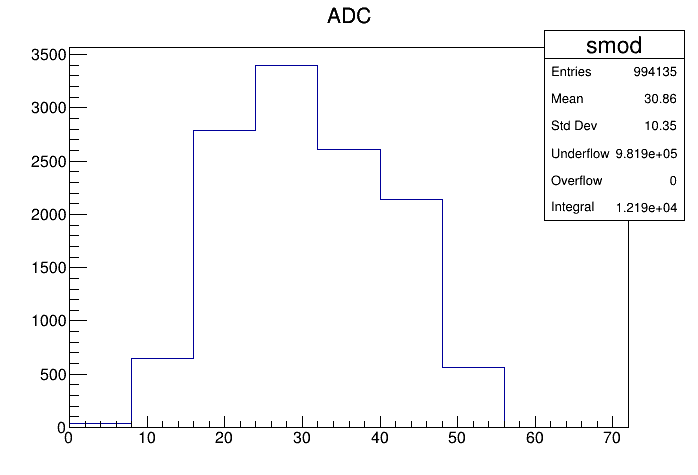 ADC
smod
Entries 994135
Mean 30.86
Std Dev 10.35
Underflow 9.819e+05
Overflow 0
Integral 1.219e+04
3500
3000
2500
2000
1500
1000
500
0
0 10 20 30 40 50 60 70